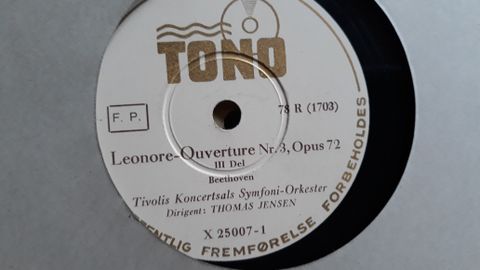 TONO
78 R (1703)
F. P.
Leonore-Ouverture Nr. 3, Opus 72
III Del
Beethoven
Tivolis Koncertsals Symfoni-Orkester
Dirigent: THOMAS JENSEN
X 25007-1
FREMFØRELSE FORBEHOLDES